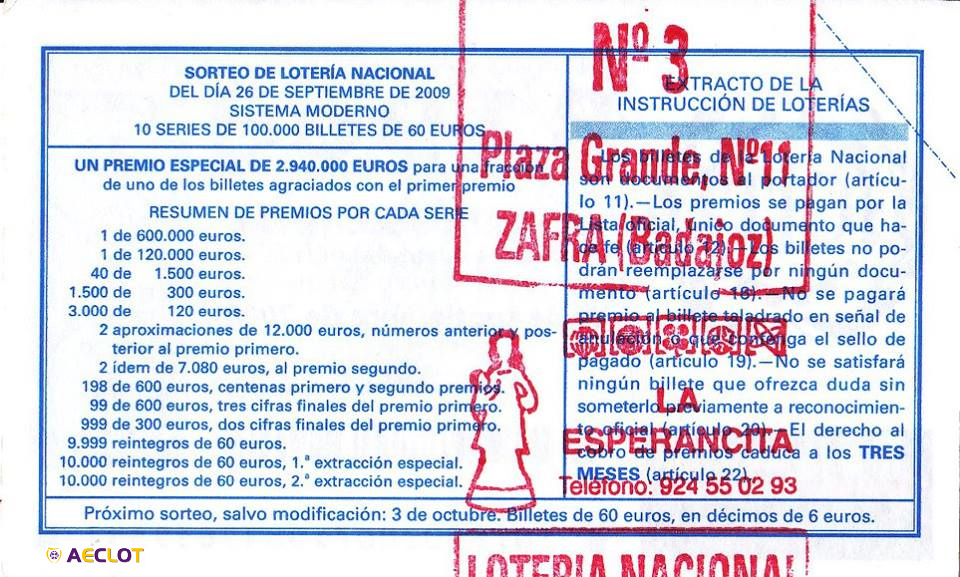 SORTEO DE LOTERÍA NACIONAL
DEL DÍA 26 DE SEPTIEMBRE DE 2009
SISTEMA MODERNO
10 SERIES DE 100.000 BILLETES DE 60 EUROS
UN PREMIO ESPECIAL DE 2.940.000 EUROS para una fracción
de uno de los billetes agraciados con el primer premio
RESUMEN DE PREMIOS POR CADA SERIE
1 de 600.000 euros.
1 de 120.000 euros.
40 de 1.500 euros.
1.500 de 300 euros.
3.000 de 120 euros.
2 aproximaciones de 12.000 euros, números anterior y pos-
terior al premio primero.
2 ídem de 7.080 euros, al premio segundo.
198 de 600 euros, centenas primero y segundo premios.
99 de 600 euros, tres cifras finales del premio primero.
999 de 300 euros, dos cifras finales del premio primero.
9.999 reintegros de 60 euros.
10.000 reintegros de 60 euros, 1.ª extracción especial.
10.000 reintegros de 60 euros, 2.ª extracción especial.
EXTRACTO DE LA
INSTRUCCIÓN DE LOTERÍAS
Los billetes de la Lotería Nacional
son documentos al portador (artícu-
lo 11).—Los premios se pagan por la
Lista oficial, único documento que ha-
ce fe (artículo 12).—Los billetes no po-
drán reemplazarse por ningún docu-
mento (artículo 18).—No se pagará
premio al billete taladrado en señal de
anulación o que contenga el sello de
pagado (artículo 19).—No se satisfará
ningún billete que ofrezca duda sin
someterlo previamente a reconocimien-
to oficial (artículo 20).—El derecho al
cobro de premios caduca a los TRES
MESES (artículo 22).
Próximo sorteo, salvo modificación: 3 de octubre. Billetes de 60 euros, en décimos de 6 euros.
Nº 3
Plaza Grande, Nº 11
ZAFRA (Badajoz)
LA
ESPERANCITA
Teléfono: 924 55 02 93
LOTERIA NACIONAL
AECLOT